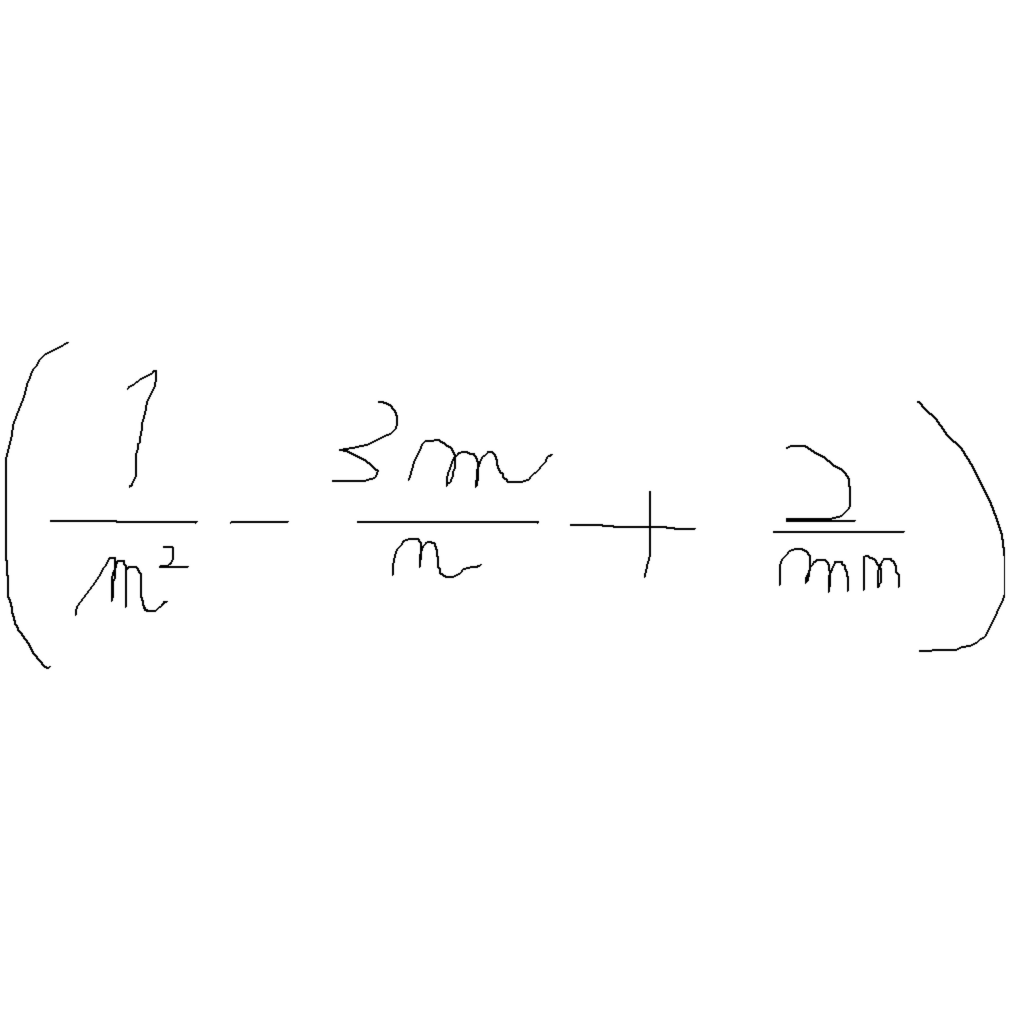 (1/m² - 3m/n + 2/mn)